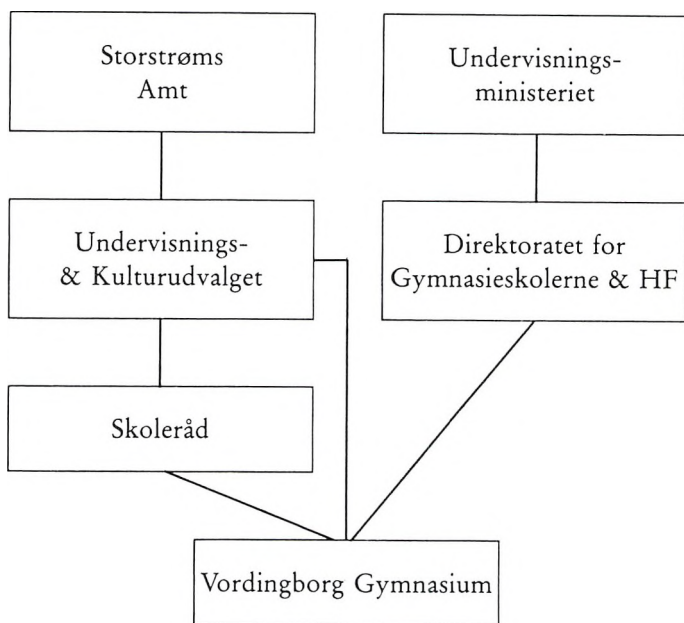 Storstrøms
Amt
Undervisnings-
ministeriet
Undervisnings-
& Kulturudvalget
Direktoratet for
Gymnasieskolerne & HF
Skoleråd
Vordingborg Gymnasium